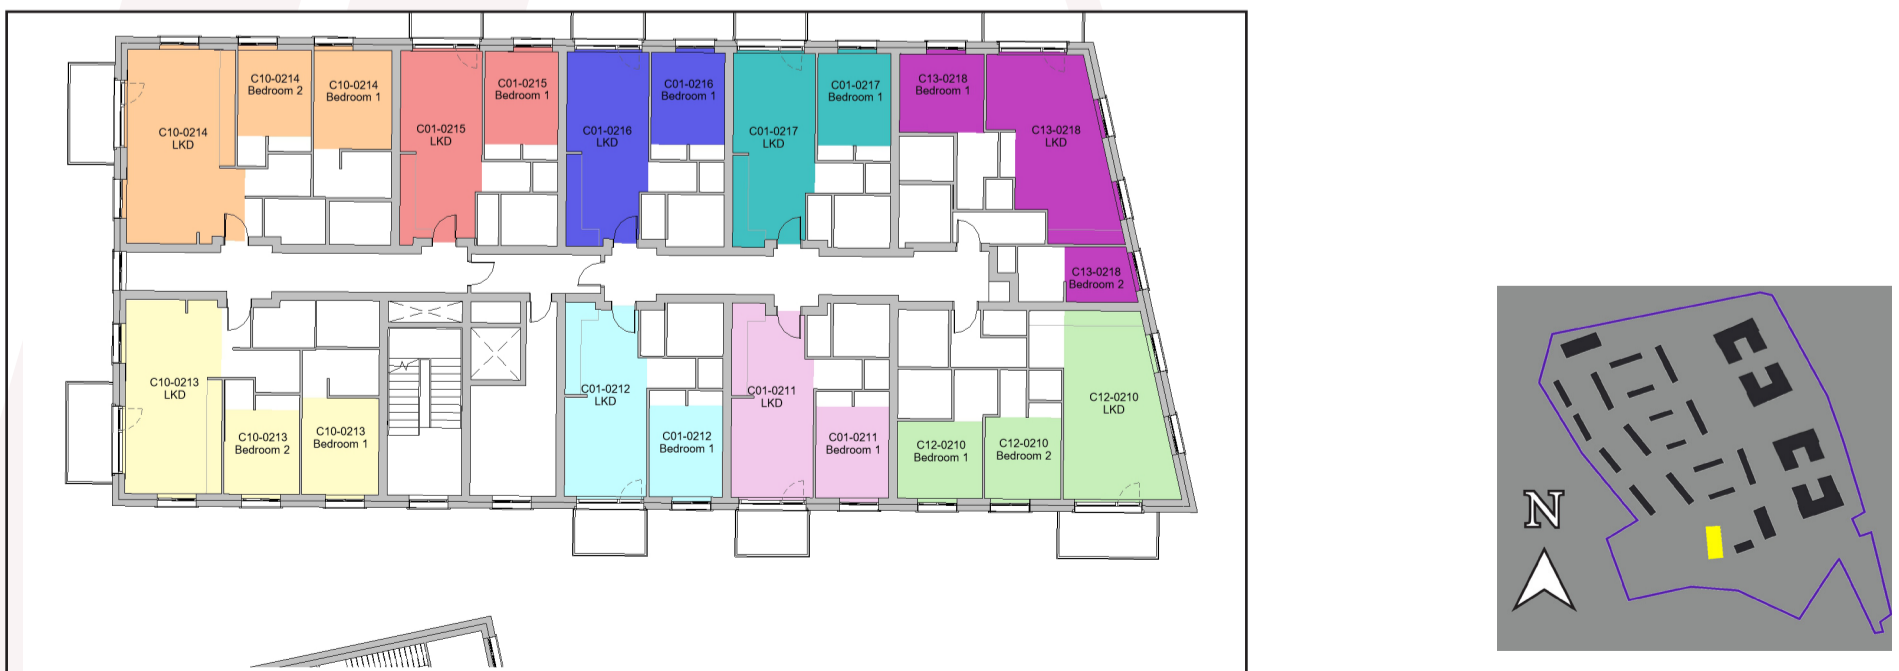 C10-0214
LKD
C10-0214
Bedroom 2
C10-0214
Bedroom 1
C01-0215
LKD
C01-0215
Bedroom 1
C01-0216
LKD
C01-0216
Bedroom 1
C01-0217
LKD
C01-0217
Bedroom 1
C13-0218
Bedroom 1
C13-0218
LKD
C13-0218
Bedroom 2
C10-0213
LKD
C10-0213
Bedroom 2
C10-0213
Bedroom 1
C01-0212
LKD
C01-0212
Bedroom 1
C01-0211
LKD
C01-0211
Bedroom 1
C12-0210
Bedroom 1
C12-0210
Bedroom 2
C12-0210
LKD
N